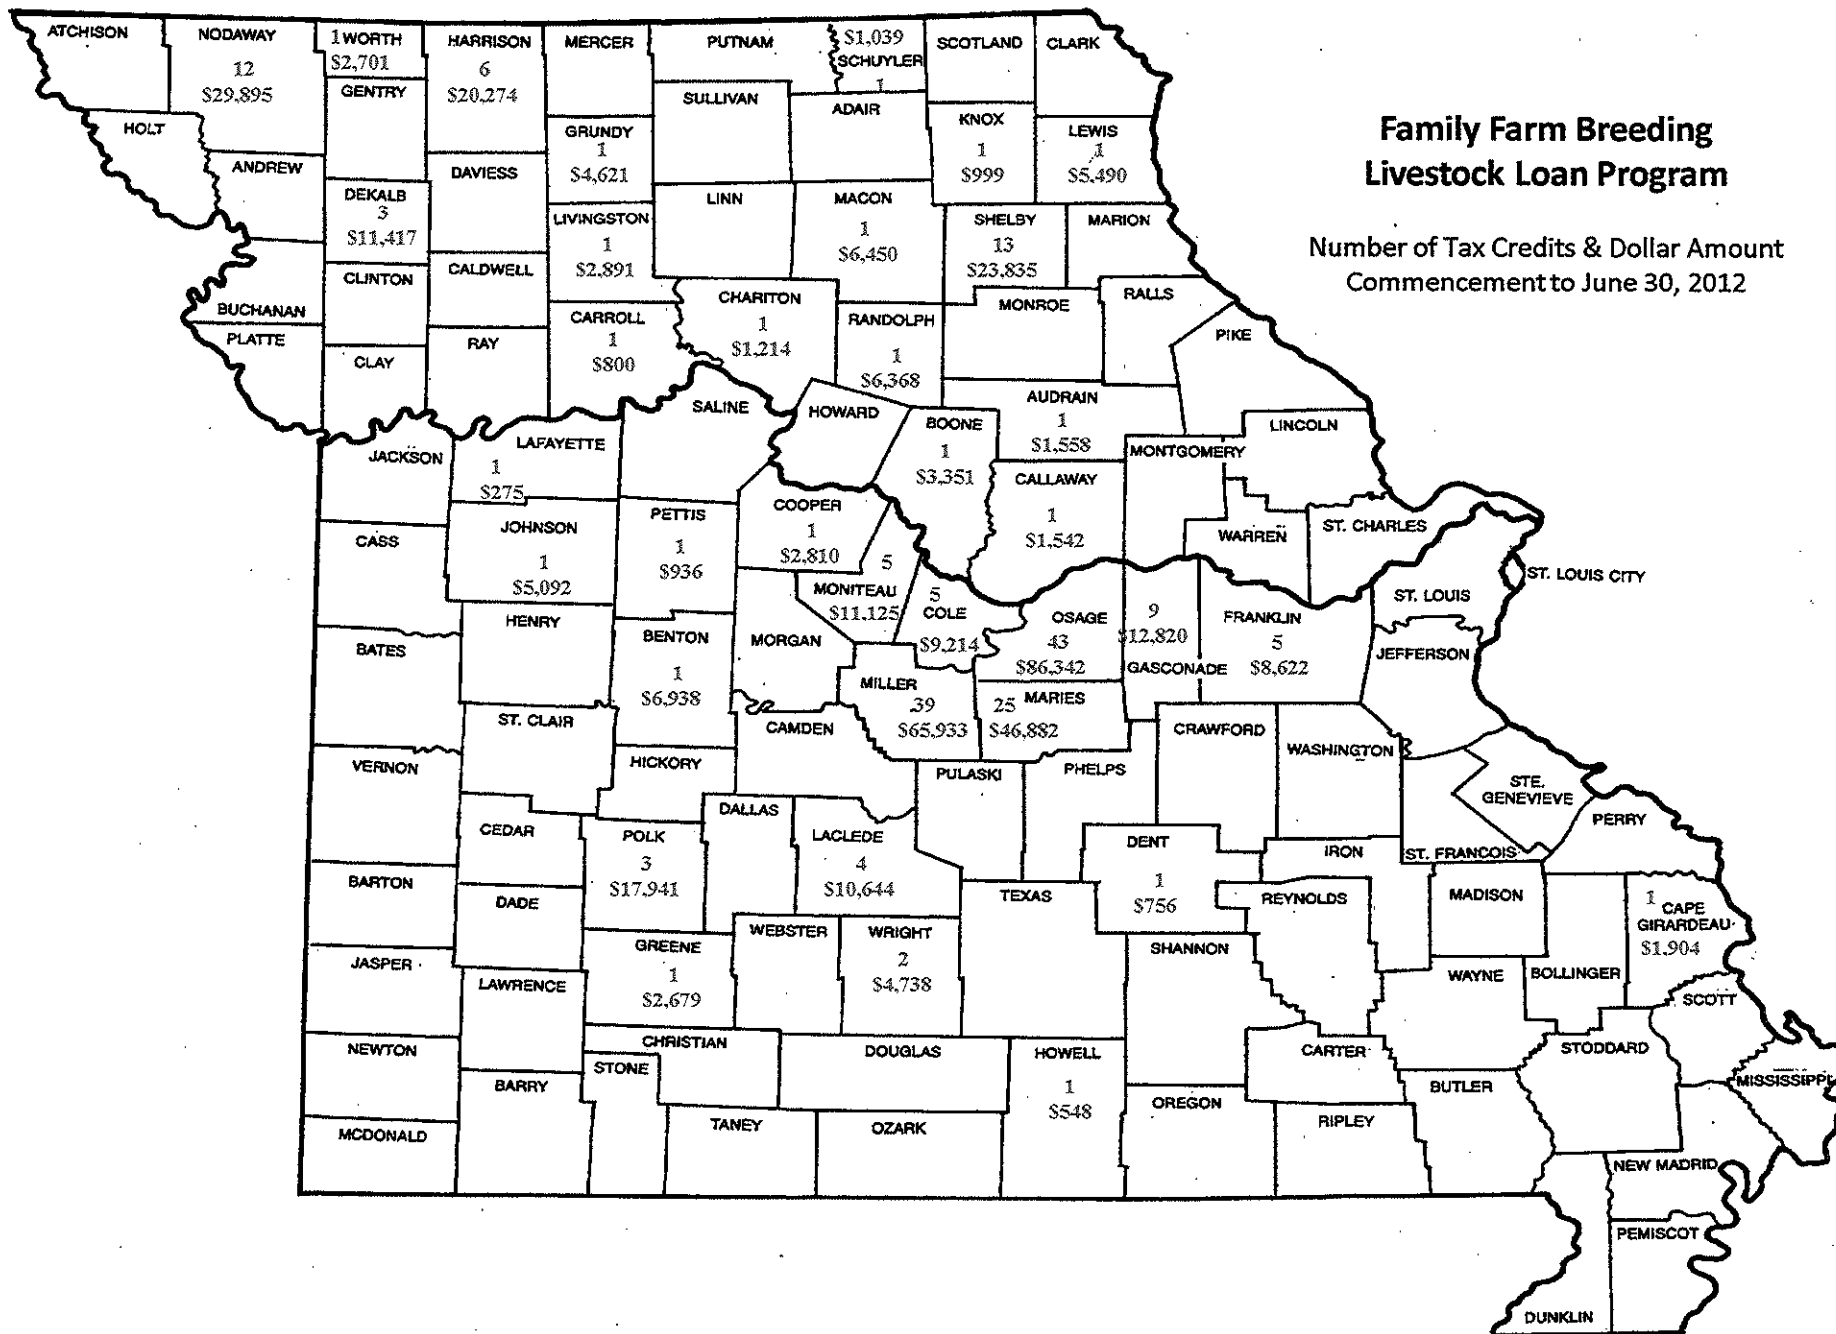 Family Farm Breeding
Livestock Loan Program
Number of Tax Credits & Dollar Amount
Commencement to June 30, 2012
ATCHISON
NODAWAY
12
$29,895
1 WORTH
$2,701
HARRISON
6
$20,274
MERCER
PUTNAM
$1,039
SCHUYLER
1
SCOTLAND
CLARK
GENTRY
SULLIVAN
ADAIR
HOLT
GRUNDY
1
$4,621
KNOX
1
$999
LEWIS
1
$5,490
ANDREW
DAVIESS
DEKALB
3
$11,417
LINN
MACON
1
$6,450
LIVINGSTON
1
$2,891
SHELBY
13
$23,835
MARION
CLINTON
CALDWELL
BUCHANAN
CHARITON
1
$1,214
MONROE
RALLS
CARROLL
1
$800
RANDOLPH
1
$6,368
PIKE
PLATTE
CLAY
RAY
SALINE
HOWARD
AUDRAIN
1
$1,558
BOONE
1
$3,351
LINCOLN
JACKSON
LAFAYETTE
1
$275
MONTGOMERY
CALLAWAY
1
$1,542
COOPER
1
$2,810
PETTIS
1
$936
JOHNSON
1
$5,092
CASS
WARREN
ST. CHARLES
ST. LOUIS CITY
5
MONITEAU
$11,125
5
COLE
$9,214
ST. LOUIS
OSAGE
43
$86,342
9
$12,820
GASCONADE
FRANKLIN
5
$8,622
HENRY
BENTON
1
$6,938
MORGAN
BATES
JEFFERSON
MILLER
39
$65,933
25 MARIES
$46,882
ST. CLAIR
CAMDEN
CRAWFORD
WASHINGTON
VERNON
HICKORY
PULASKI
PHELPS
STE.
GENEVIEVE
DALLAS
PERRY
CEDAR
POLK
3
$17,941
LACLEDE
4
$10,644
DENT
1
$756
IRON
ST. FRANCOIS
BARTON
DADE
TEXAS
REYNOLDS
MADISON
1
CAPE
GIRARDEAU
$1,904
WEBSTER
WRIGHT
2
$4,738
GREENE
1
$2,679
SHANNON
JASPER
LAWRENCE
WAYNE
BOLLINGER
SCOTT
NEWTON
CHRISTIAN
DOUGLAS
HOWELL
1
$548
CARTER
STODDARD
STONE
BARRY
BUTLER
MISSISSIPPI
OREGON
MCDONALD
TANEY
OZARK
RIPLEY
NEW MADRID
PEMISCOT
DUNKLIN